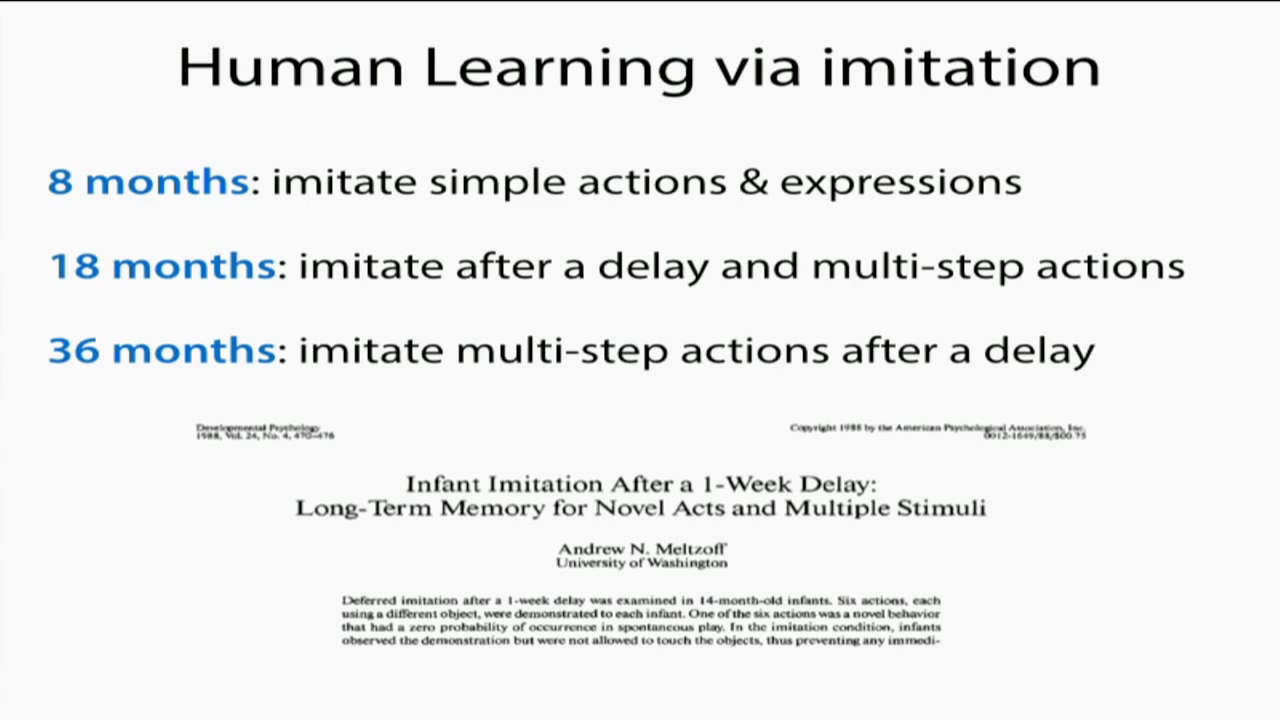 Human Learning via imitation
8 months: imitate simple actions & expressions
18 months: imitate after a delay and multi-step actions
36 months: imitate multi-step actions after a delay
Developmental Psychology
1988, Vol. 24, No. 4, 470-476
Copyright 1988 by the American Psychological Association, Inc.
0012-1649/88/$00.75
Infant Imitation After a 1-Week Delay:
Long-Term Memory for Novel Acts and Multiple Stimuli
Andrew N. Meltzoff
University of Washington
Deferred imitation after a 1-week delay was examined in 14-month-old infants. Six actions, each
using a different object, were demonstrated to each infant. One of the six actions was a novel behavior
that had a zero probability of occurrence in spontaneous play. In the imitation condition, infants
observed the demonstration but were not allowed to touch the objects, thus preventing any immedi-